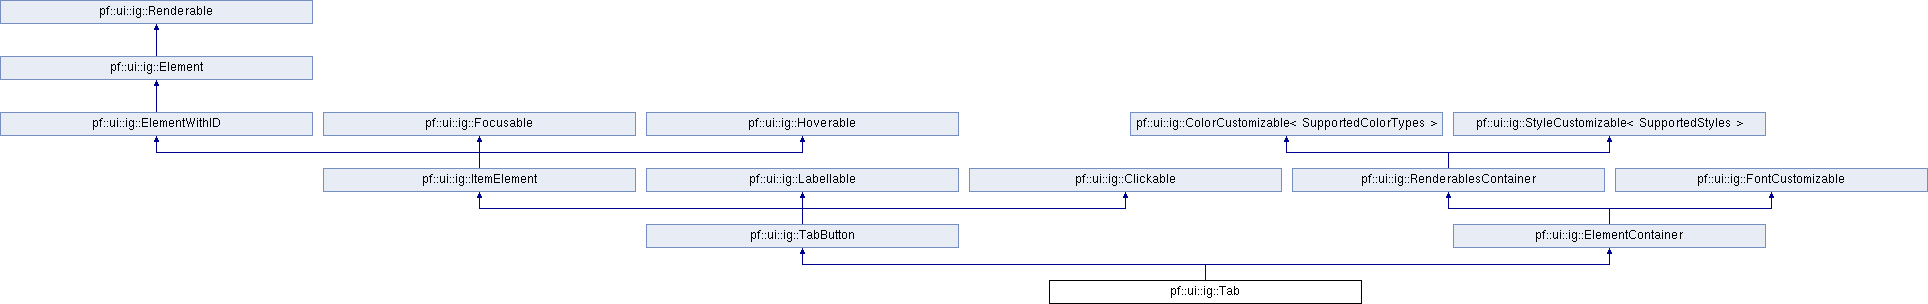 pf::ui::ig::Renderable
pf::ui::ig::Element
pf::ui::ig::ElementWithID
pf::ui::ig::Focusable
pf::ui::ig::Hoverable
pf::ui::ig::ColorCustomizable< SupportedColorTypes >
pf::ui::ig::StyleCustomizable< SupportedStyles >
pf::ui::ig::ItemElement
pf::ui::ig::Labellable
pf::ui::ig::Clickable
pf::ui::ig::RenderablesContainer
pf::ui::ig::FontCustomizable
pf::ui::ig::TabButton
pf::ui::ig::ElementContainer
pf::ui::ig::Tab